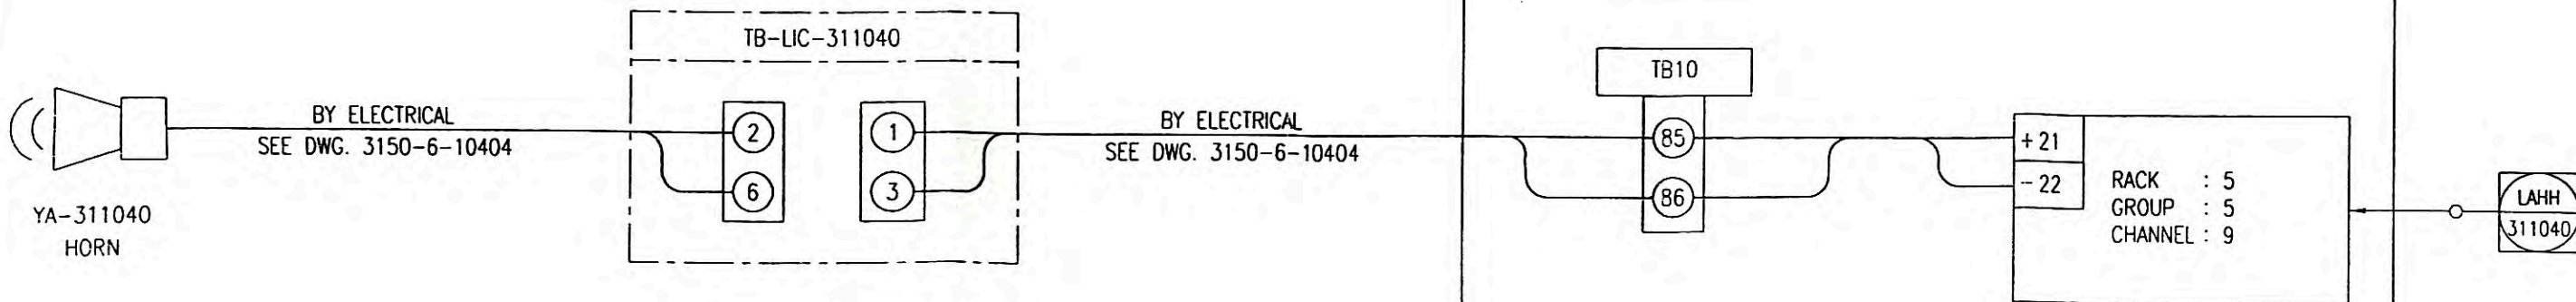 YA-311040
HORN
BY ELECTRICAL
SEE DWG. 3150-6-10404
TB-LIC-311040
2
6
1
3
BY ELECTRICAL
SEE DWG. 3150-6-10404
TB10
85
86
+21
-22
RACK : 5
GROUP : 5
CHANNEL : 9
LAHH
311040